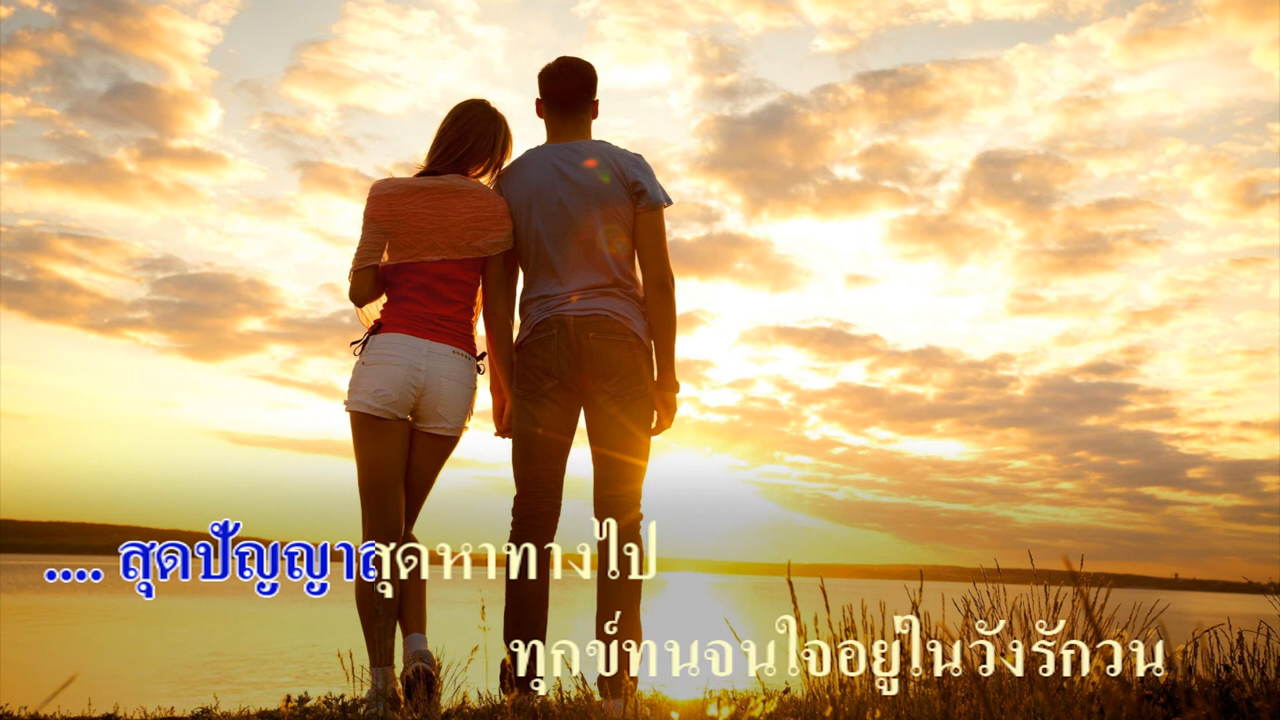 .... สุดปัญญาสุดหาทางไป
ทุกข์ทนจนใจอยู่ในวังรักวน